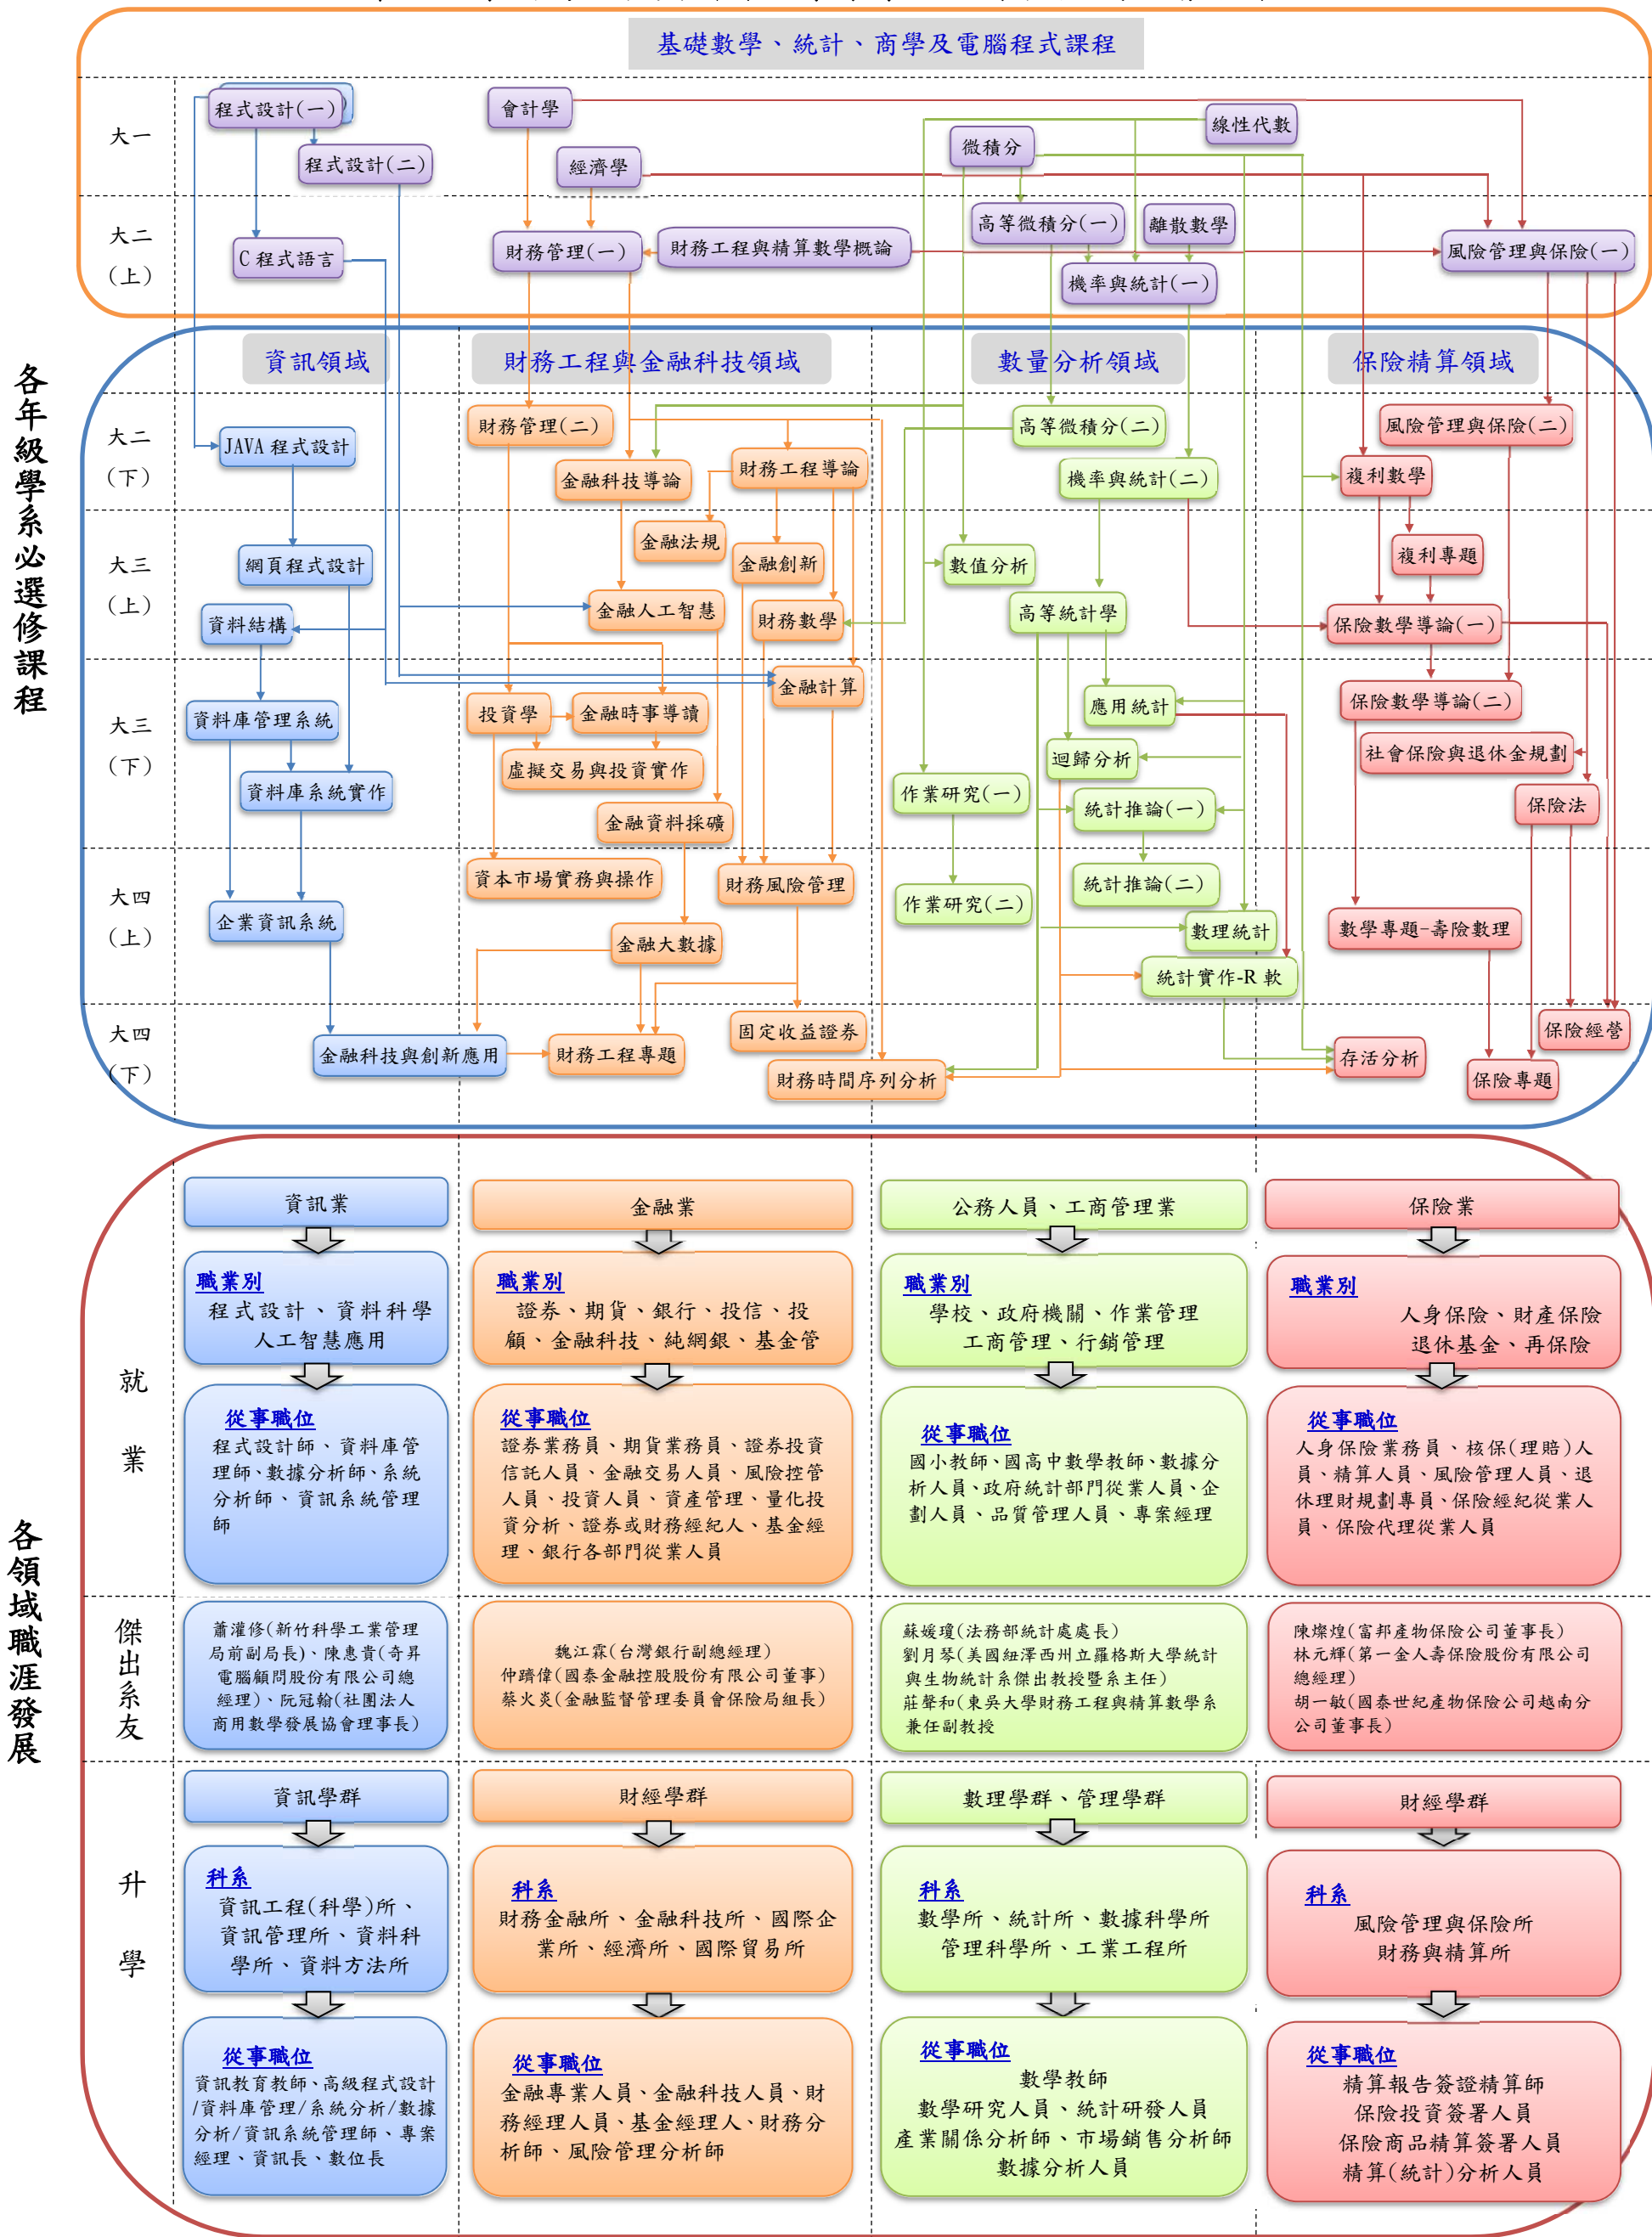 基礎數學、統計、商學及電腦程式課程
各年級學系必選修課程
大一
程式設計(一)
會計學
線性代數
微積分
程式設計(二)
經濟學
大二
(上)
高等微積分(一)
離散數學
C 程式語言
財務管理(一)
財務工程與精算數學概論
風險管理與保險(一)
機率與統計(一)
資訊領域
財務工程與金融科技領域
數量分析領域
保險精算領域
大二
(下)
財務管理(二)
高等微積分(二)
風險管理與保險(二)
JAVA 程式設計
金融科技導論
財務工程導論
機率與統計(二)
複利數學
大三
(上)
金融法規
複利專題
網頁程式設計
金融創新
數值分析
資料結構
金融人工智慧
財務數學
高等統計學
保險數學導論(一)
大三
(下)
金融計算
資料庫管理系統
投資學
金融時事導讀
應用統計
保險數學導論(二)
虛擬交易與投資實作
迴歸分析
社會保險與退休金規劃
資料庫系統實作
作業研究(一)
金融資料採礦
統計推論(一)
保險法
大四
(上)
資本市場實務與操作
財務風險管理
統計推論(二)
作業研究(二)
企業資訊系統
金融大數據
數理統計
數學專題-壽險數理
統計實作-R 軟
大四
(下)
固定收益證券
保險經營
金融科技與創新應用
財務工程專題
存活分析
財務時間序列分析
保險專題
各領域職涯發展
就業
資訊業
職業別
程式設計、資料科學
人工智慧應用
從事職位
程式設計師、資料庫管
理師、數據分析師、系統
分析師、資訊系統管理
師
金融業
職業別
證券、期貨、銀行、投信、投
顧、金融科技、純網銀、基金管
從事職位
證券業務員、期貨業務員、證券投資
信託人員、金融交易人員、風險控管
人員、投資人員、資產管理、量化投
資分析、證券或財務經紀人、基金經
理、銀行各部門從業人員
公務人員、工商管理業
職業別
學校、政府機關、作業管理
工商管理、行銷管理
從事職位
國小教師、國高中數學教師、數據分
析人員、政府統計部門從業人員、企
劃人員、品質管理人員、專案經理
保險業
職業別
人身保險、財產保險
退休基金、再保險
從事職位
人身保險業務員、核保(理賠)人
員、精算人員、風險管理人員、退
休理財規劃專員、保險經紀從業人
員、保險代理從業人員
傑出系友
蕭灌修(新竹科學工業管理
局前副局長)、陳惠貴(奇昇
電腦顧問股份有限公司總
經理)、阮冠翰(社團法人
商用數學發展協會理事長)
魏江霖(台灣銀行副總經理)
仲躋偉(國泰金融控股股份有限公司董事)
蔡火炎(金融監督管理委員會保險局組長)
蘇媛瓊(法務部統計處處長)
劉月琴(美國紐澤西州立羅格斯大學統計
與生物統計系傑出教授暨系主任)
莊聲和(東吳大學財務工程與精算數學系
兼任副教授
陳燦煌(富邦產物保險公司董事長)
林元輝(第一金人壽保險股份有限公司
總經理)
胡一敏(國泰世紀產物保險公司越南分
公司董事長)
升學
資訊學群
科系
資訊工程(科學)所、
資訊管理所、資料科
學所、資料方法所
從事職位
資訊教育教師、高級程式設計
/資料庫管理/系統分析/數據
分析/資訊系統管理師、專案
經理、資訊長、數位長
財經學群
科系
財務金融所、金融科技所、國際企
業所、經濟所、國際貿易所
從事職位
金融專業人員、金融科技人員、財
務經理人員、基金經理人、財務分
析師、風險管理分析師
數理學群、管理學群
科系
數學所、統計所、數據科學所
管理科學所、工業工程所
從事職位
數學教師
數學研究人員、統計研發人員
產業關係分析師、市場銷售分析師
數據分析人員
財經學群
科系
風險管理與保險所
財務與精算所
從事職位
精算報告簽證精算師
保險投資簽署人員
保險商品精算簽署人員
精算(統計)分析人員